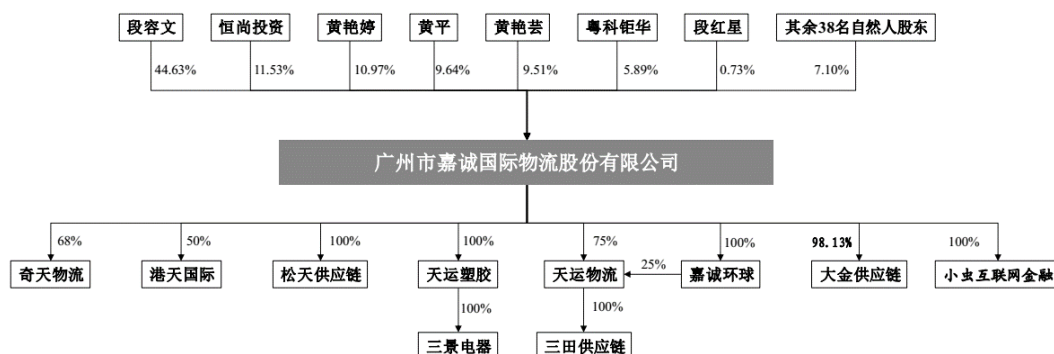 段容文 恒尚投资 黄艳婷 黄平 黄艳芸 粤科钜华 段红星 其余38名自然人股东
44.63% 11.53% 10.97% 9.64% 9.51% 5.89% 0.73% 7.10%
广州市嘉诚国际物流股份有限公司
68% 50% 100% 100% 75% 100% 98.13% 100%
奇天物流 港天国际 松天供应链 天运塑胶 天运物流 25% 嘉诚环球 大金供应链 小虫互联网金融
100% 100%
三景电器 三田供应链